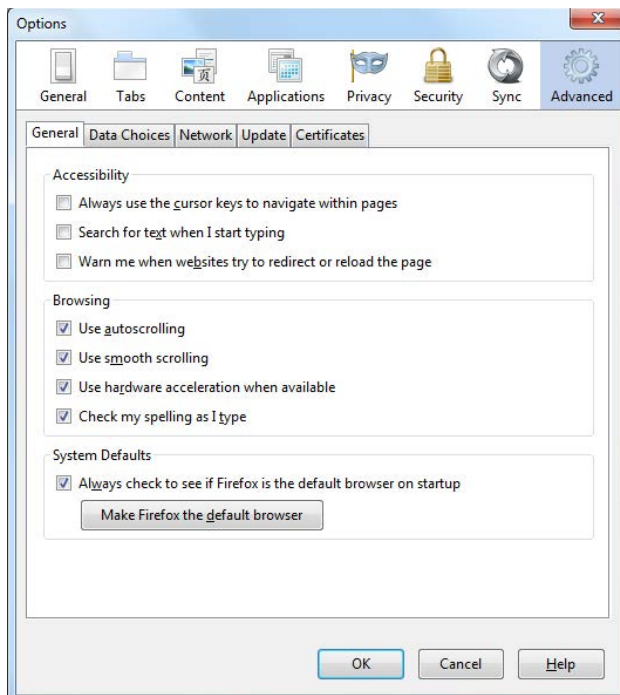 Options
General Tabs Content Applications Privacy Security Sync Advanced
General Data Choices Network Update Certificates
Accessibility
Always use the cursor keys to navigate within pages
Search for text when I start typing
Warn me when websites try to redirect or reload the page
Browsing
Use autoscrolling
Use smooth scrolling
Use hardware acceleration when available
Check my spelling as I type
System Defaults
Always check to see if Firefox is the default browser on startup
Make Firefox the default browser
OK Cancel Help